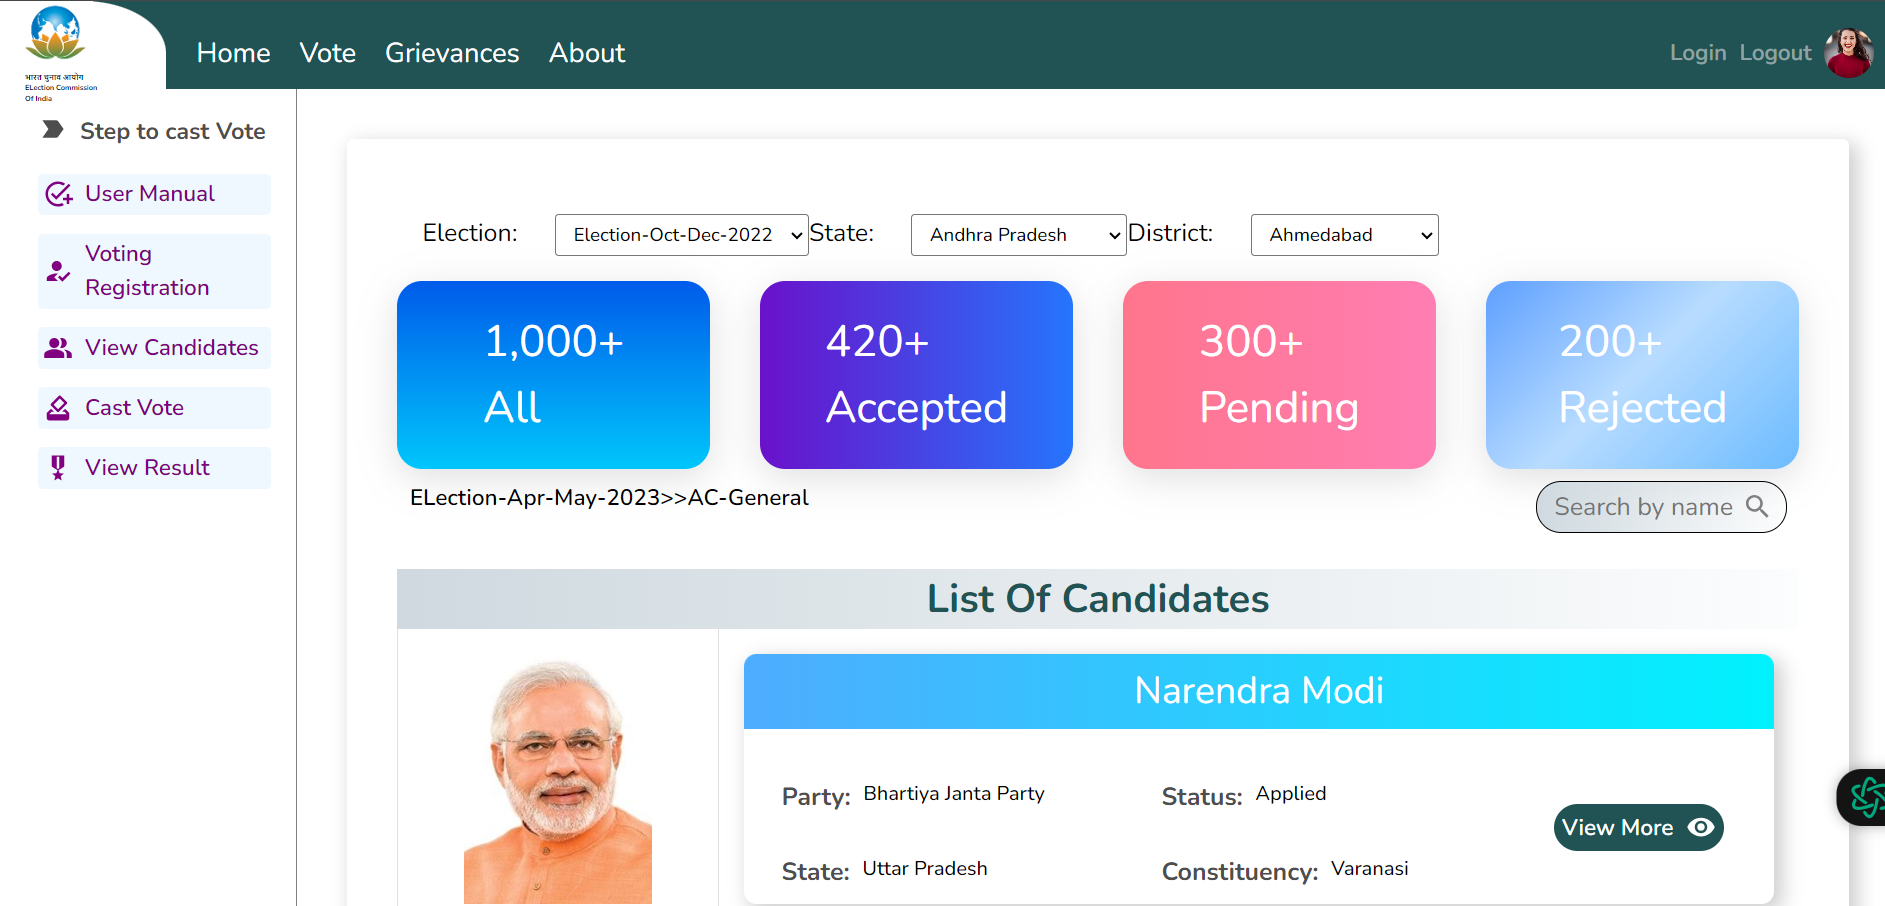 भारत चुनाव आयोग
ELection Commission
Of India
Home Vote Grievances About
Login Logout
Step to cast Vote
User Manual
Voting
Registration
View Candidates
Cast Vote
View Result
Election: Election-Oct-Dec-2022 State: Andhra Pradesh District: Ahmedabad
1,000+
All
420+
Accepted
300+
Pending
200+
Rejected
ELection-Apr-May-2023>>AC-General
Search by name
List Of Candidates
Narendra Modi
Party: Bhartiya Janta Party Status: Applied
View More
State: Uttar Pradesh Constituency: Varanasi